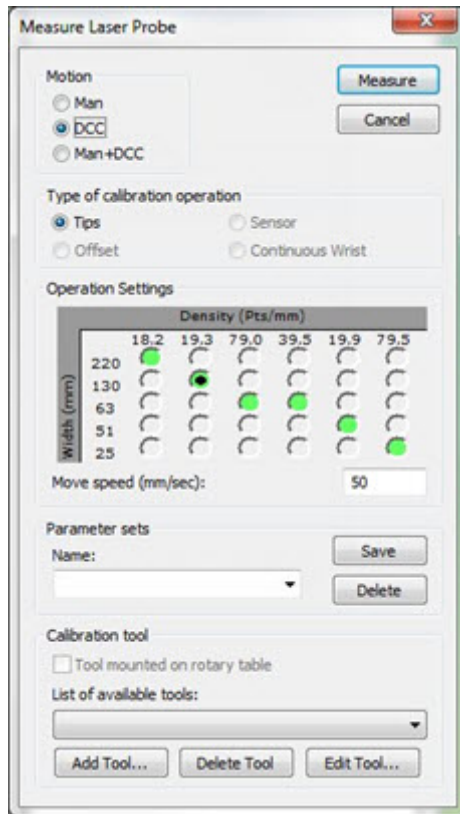 Measure Laser Probe
Motion
Man
DCC
Man+DCC
Measure
Cancel
Type of calibration operation
Tips
Sensor
Offset
Continuous Wrist
Operation Settings
Density (Pts/mm)
18.2 19.3 79.0 39.5 19.9 79.5
Width (mm)
220
130
63
51
25
Move speed (mm/sec): 50
Parameter sets
Name:
Save
Delete
Calibration tool
Tool mounted on rotary table
List of available tools:
Add Tool... Delete Tool Edit Tool...